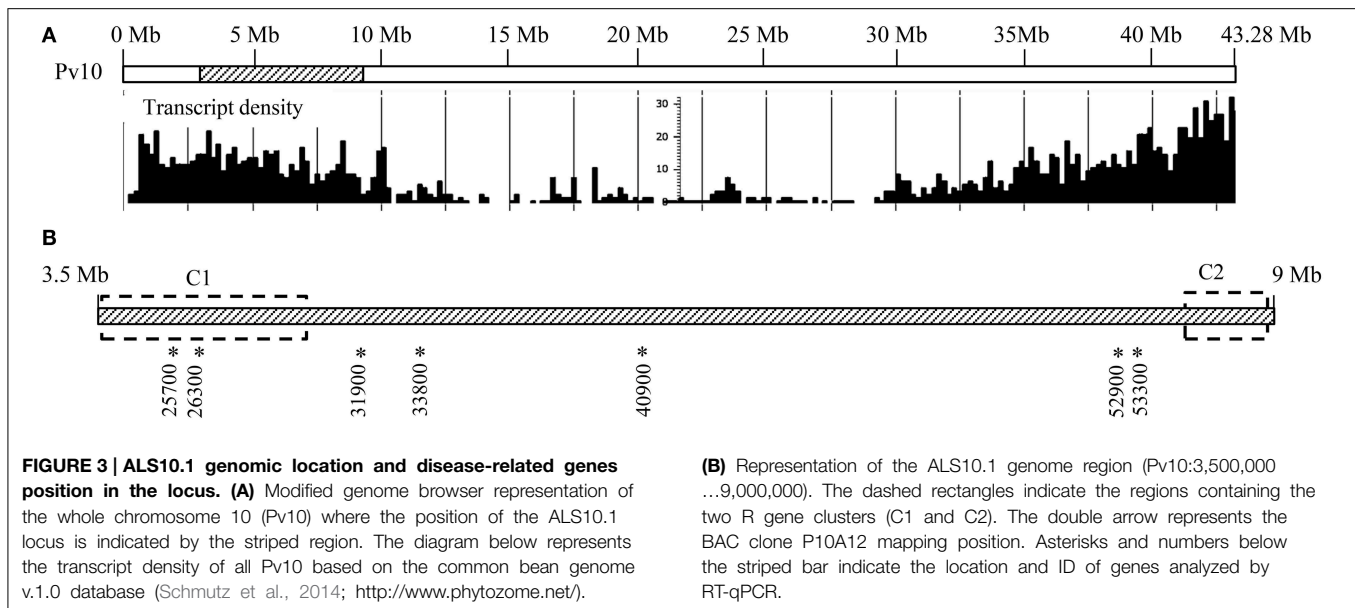 A
0 Mb 5 Mb 10 Mb 15 Mb 20 Mb 25 Mb 30 Mb 35Mb 40 Mb 43.28 Mb
Pv10
Transcript density
30
20
10
0
B
3.5 Mb C1 C2 9 Mb
25700 *
26300 *
31900 *
33800 *
40900 *
52900 *
53300 *
FIGURE 3 | ALS10.1 genomic location and disease-related genes
position in the locus. (A) Modified genome browser representation of
the whole chromosome 10 (Pv10) where the position of the ALS10.1
locus is indicated by the striped region. The diagram below represents
the transcript density of all Pv10 based on the common bean genome
v.1.0 database (Schmutz et al., 2014; http://www.phytozome.net/).
(B) Representation of the ALS10.1 genome region (Pv10:3,500,000
...9,000,000). The dashed rectangles indicate the regions containing the
two R gene clusters (C1 and C2). The double arrow represents the
BAC clone P10A12 mapping position. Asterisks and numbers below
the striped bar indicate the location and ID of genes analyzed by
RT-qPCR.